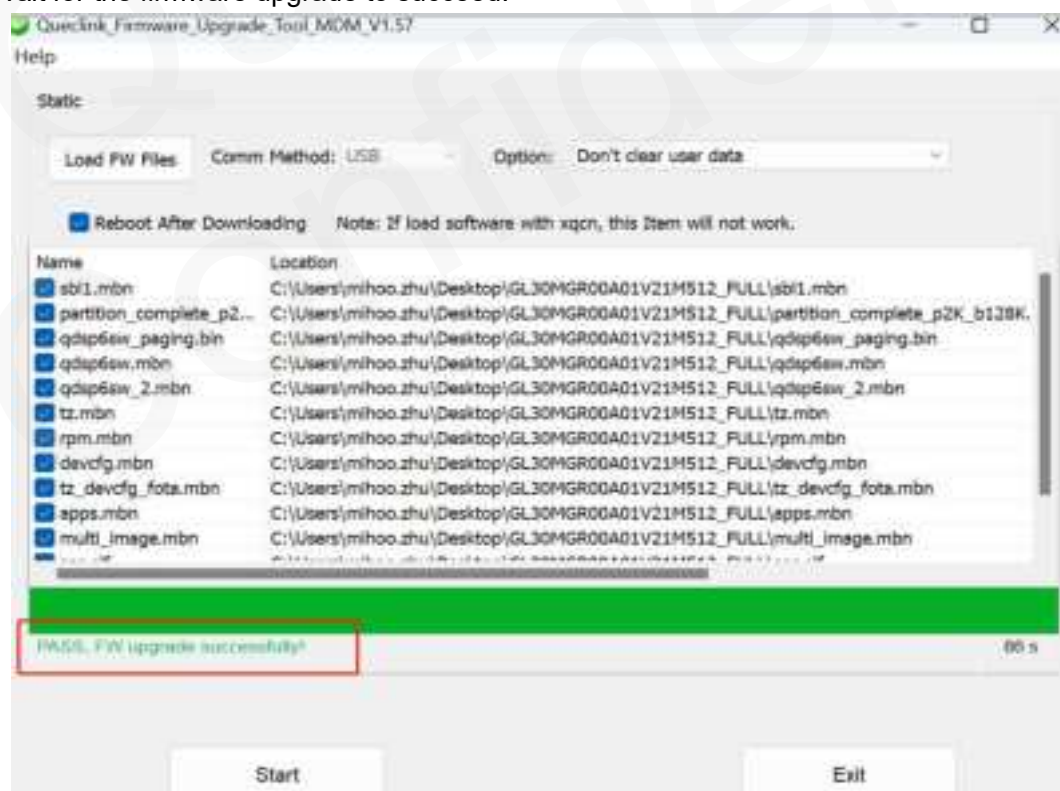 for the firmware upgrade to succeed.
Queclink_Firmware_Upgrade_Tool_MDM_V1.57
Help
Static
Load FW Files Comm Method: USB Option: Don't clear user data
Reboot After Downloading Note: If load software with xqcn, this Item will not work.
Name Location
sbl1.mbn C:\Users\mihoo.zhu\Desktop\GL30MGR00A01V21M512_FULL\sbl1.mbn
partition_complete_p2... C:\Users\mihoo.zhu\Desktop\GL30MGR00A01V21M512_FULL\partition_complete_p2K_b128K.
qdsp6sw_paging.bin C:\Users\mihoo.zhu\Desktop\GL30MGR00A01V21M512_FULL\qdsp6sw_paging.bin
qdsp6sw.mbn C:\Users\mihoo.zhu\Desktop\GL30MGR00A01V21M512_FULL\qdsp6sw.mbn
qdsp6sw_2.mbn C:\Users\mihoo.zhu\Desktop\GL30MGR00A01V21M512_FULL\qdsp6sw_2.mbn
tz.mbn C:\Users\mihoo.zhu\Desktop\GL30MGR00A01V21M512_FULL\tz.mbn
rpm.mbn C:\Users\mihoo.zhu\Desktop\GL30MGR00A01V21M512_FULL\rpm.mbn
devcfg.mbn C:\Users\mihoo.zhu\Desktop\GL30MGR00A01V21M512_FULL\devcfg.mbn
tz_devcfg_fota.mbn C:\Users\mihoo.zhu\Desktop\GL30MGR00A01V21M512_FULL\tz_devcfg_fota.mbn
apps.mbn C:\Users\mihoo.zhu\Desktop\GL30MGR00A01V21M512_FULL\apps.mbn
multi_image.mbn C:\Users\mihoo.zhu\Desktop\GL30MGR00A01V21M512_FULL\multi_image.mbn
PASS, FW upgrade successfully! 86 s
Start Exit